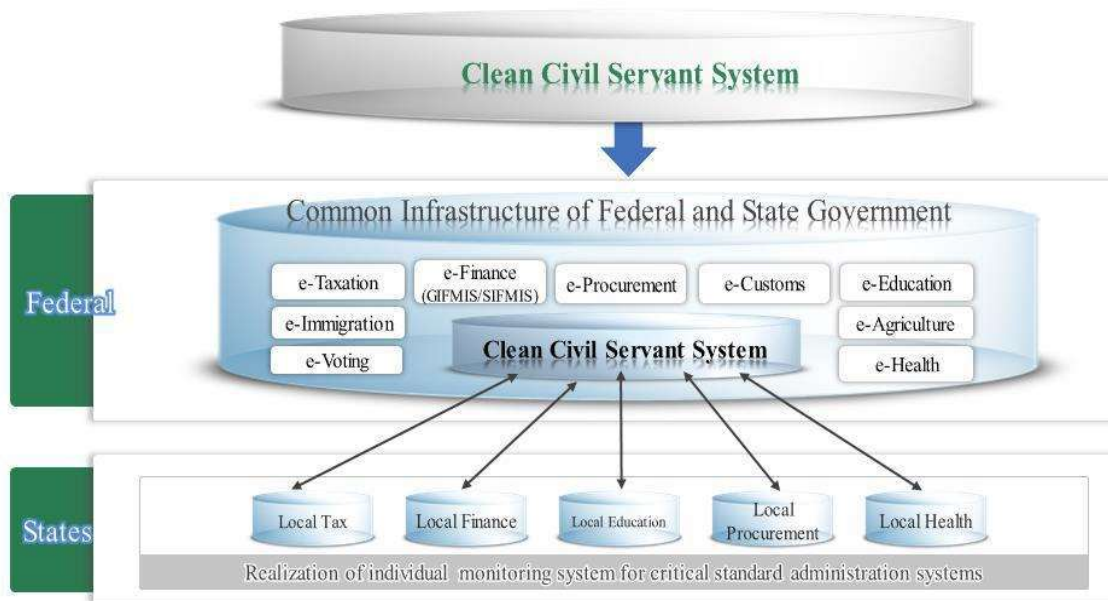 Clean Civil Servant System
Federal
Common Infrastructure of Federal and State Government
e-Taxation
e-Finance
(GIFMIS/SIFMIS)
e-Procurement
e-Customs
e-Education
e-Immigration
e-Agriculture
e-Voting
Clean Civil Servant System
e-Health
States
Local Tax
Local Finance
Local Education
Local
Procurement
Local Health
Realization of individual monitoring system for critical standard administration systems